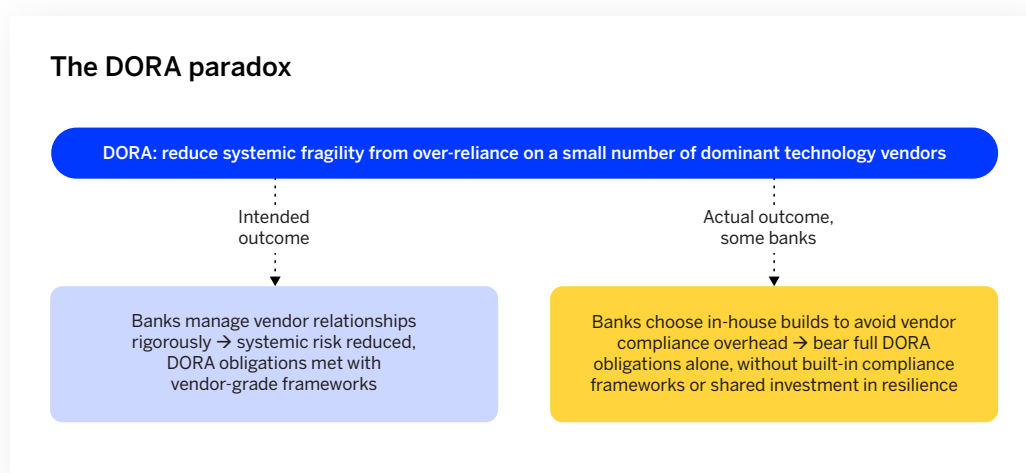 The DORA paradox
DORA: reduce systemic fragility from over-reliance on a small number of dominant technology vendors
Intended
outcome
Actual outcome,
some banks
Banks manage vendor relationships
rigorously → systemic risk reduced,
DORA obligations met with
vendor-grade frameworks
Banks choose in-house builds to avoid vendor
compliance overhead → bear full DORA
obligations alone, without built-in compliance
frameworks or shared investment in resilience